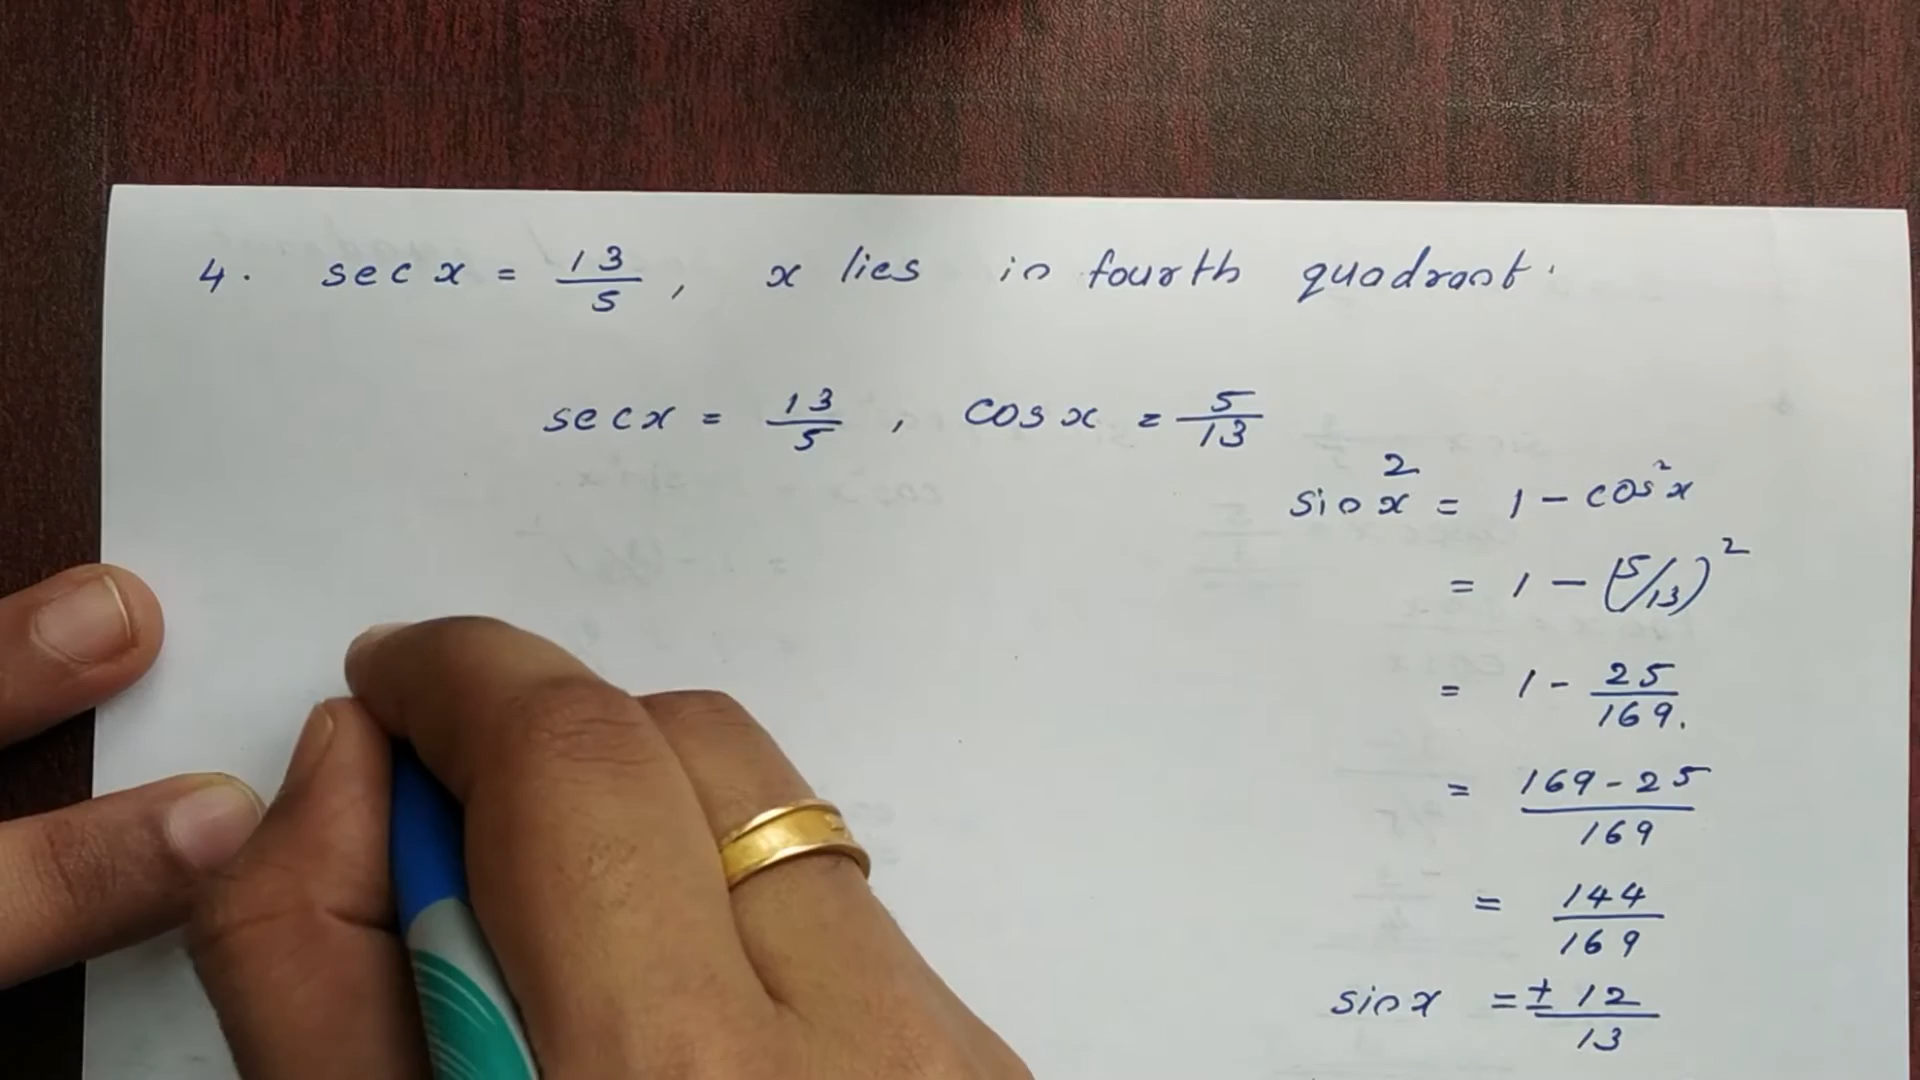 4. sec x = 13/5, x lies in fourth quadrant.
sec x = 13/5, cos x = 5/13
sin²x = 1 - cos²x
= 1 - (5/13)²
= 1 - 25/169.
= 169-25/169
= 144/169
sin x = ± 12/13